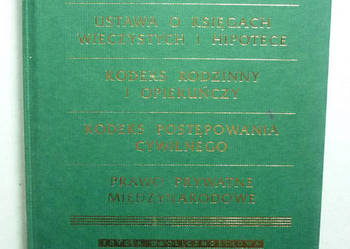 USTAWA O KSIĘGACH
WIECZYSTYCH I HIPOTECE
KODEKS RODZINNY
I OPIEKUŃCZY
KODEKS POSTĘPOWANIA
CYWILNEGO
PRAWO PRYWATNE
MIĘDZYNARODOWE